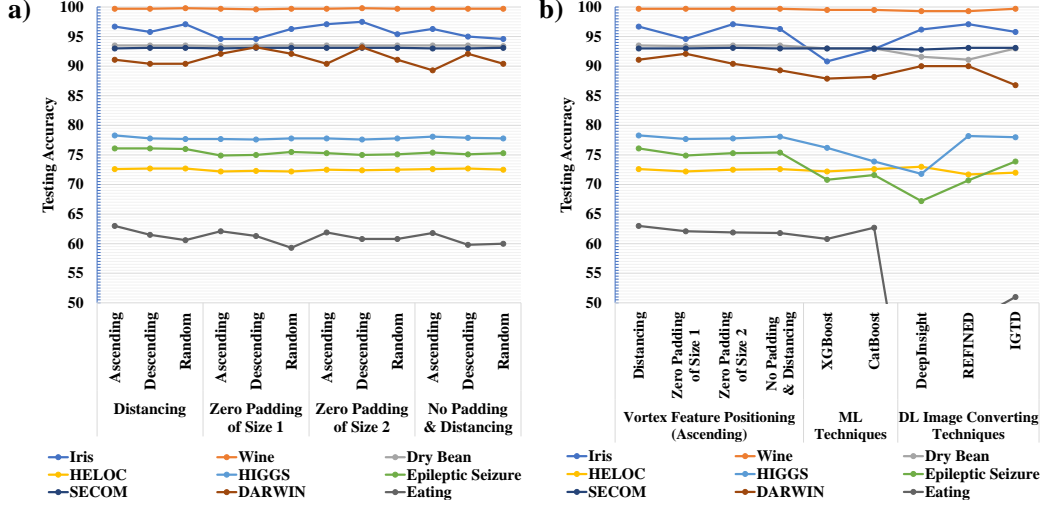 a)
Testing Accuracy
100
95
90
85
80
75
70
65
60
55
50
Ascending
Descending
Random
Ascending
Descending
Random
Ascending
Descending
Random
Ascending
Descending
Random
Distancing
Zero Padding
of Size 1
Zero Padding
of Size 2
No Padding
& Distancing
Iris
Wine
Dry Bean
HELOC
HIGGS
Epileptic Seizure
SECOM
DARWIN
Eating
b)
Testing Accuracy
100
95
90
85
80
75
70
65
60
55
50
Distancing
Zero Padding
of Size 1
Zero Padding
of Size 2
No Padding
& Distancing
XGBoost
CatBoost
DeepInsight
REFINED
IGTD
Vortex Feature Positioning
(Ascending)
ML
Techniques
DL Image Converting
Techniques
Iris
Wine
Dry Bean
HELOC
HIGGS
Epileptic Seizure
SECOM
DARWIN
Eating